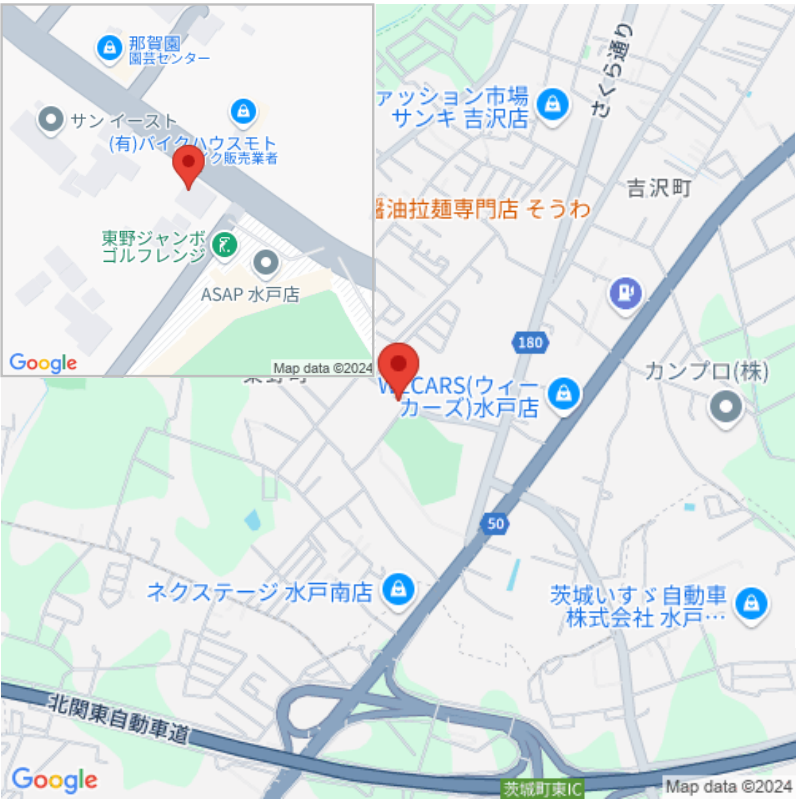 那賀園
園芸センター
サン イースト
(有)バイクハウスモト
イク販売業者
東野ジャンボ
ゴルフレンジ
ASAP 水戸店
Google
Map data ©2024
さくら通り
ァッション市場
サンキ 吉沢店
吉沢町
醤油拉麺専門店 そうわ
180
カンプロ(株)
WECARS(ウィー
カーズ)水戸店
50
ネクステージ 水戸南店
茨城いすゞ自動車
株式会社 水戸…
北関東自動車道
茨城町東IC
Google
Map data ©2024